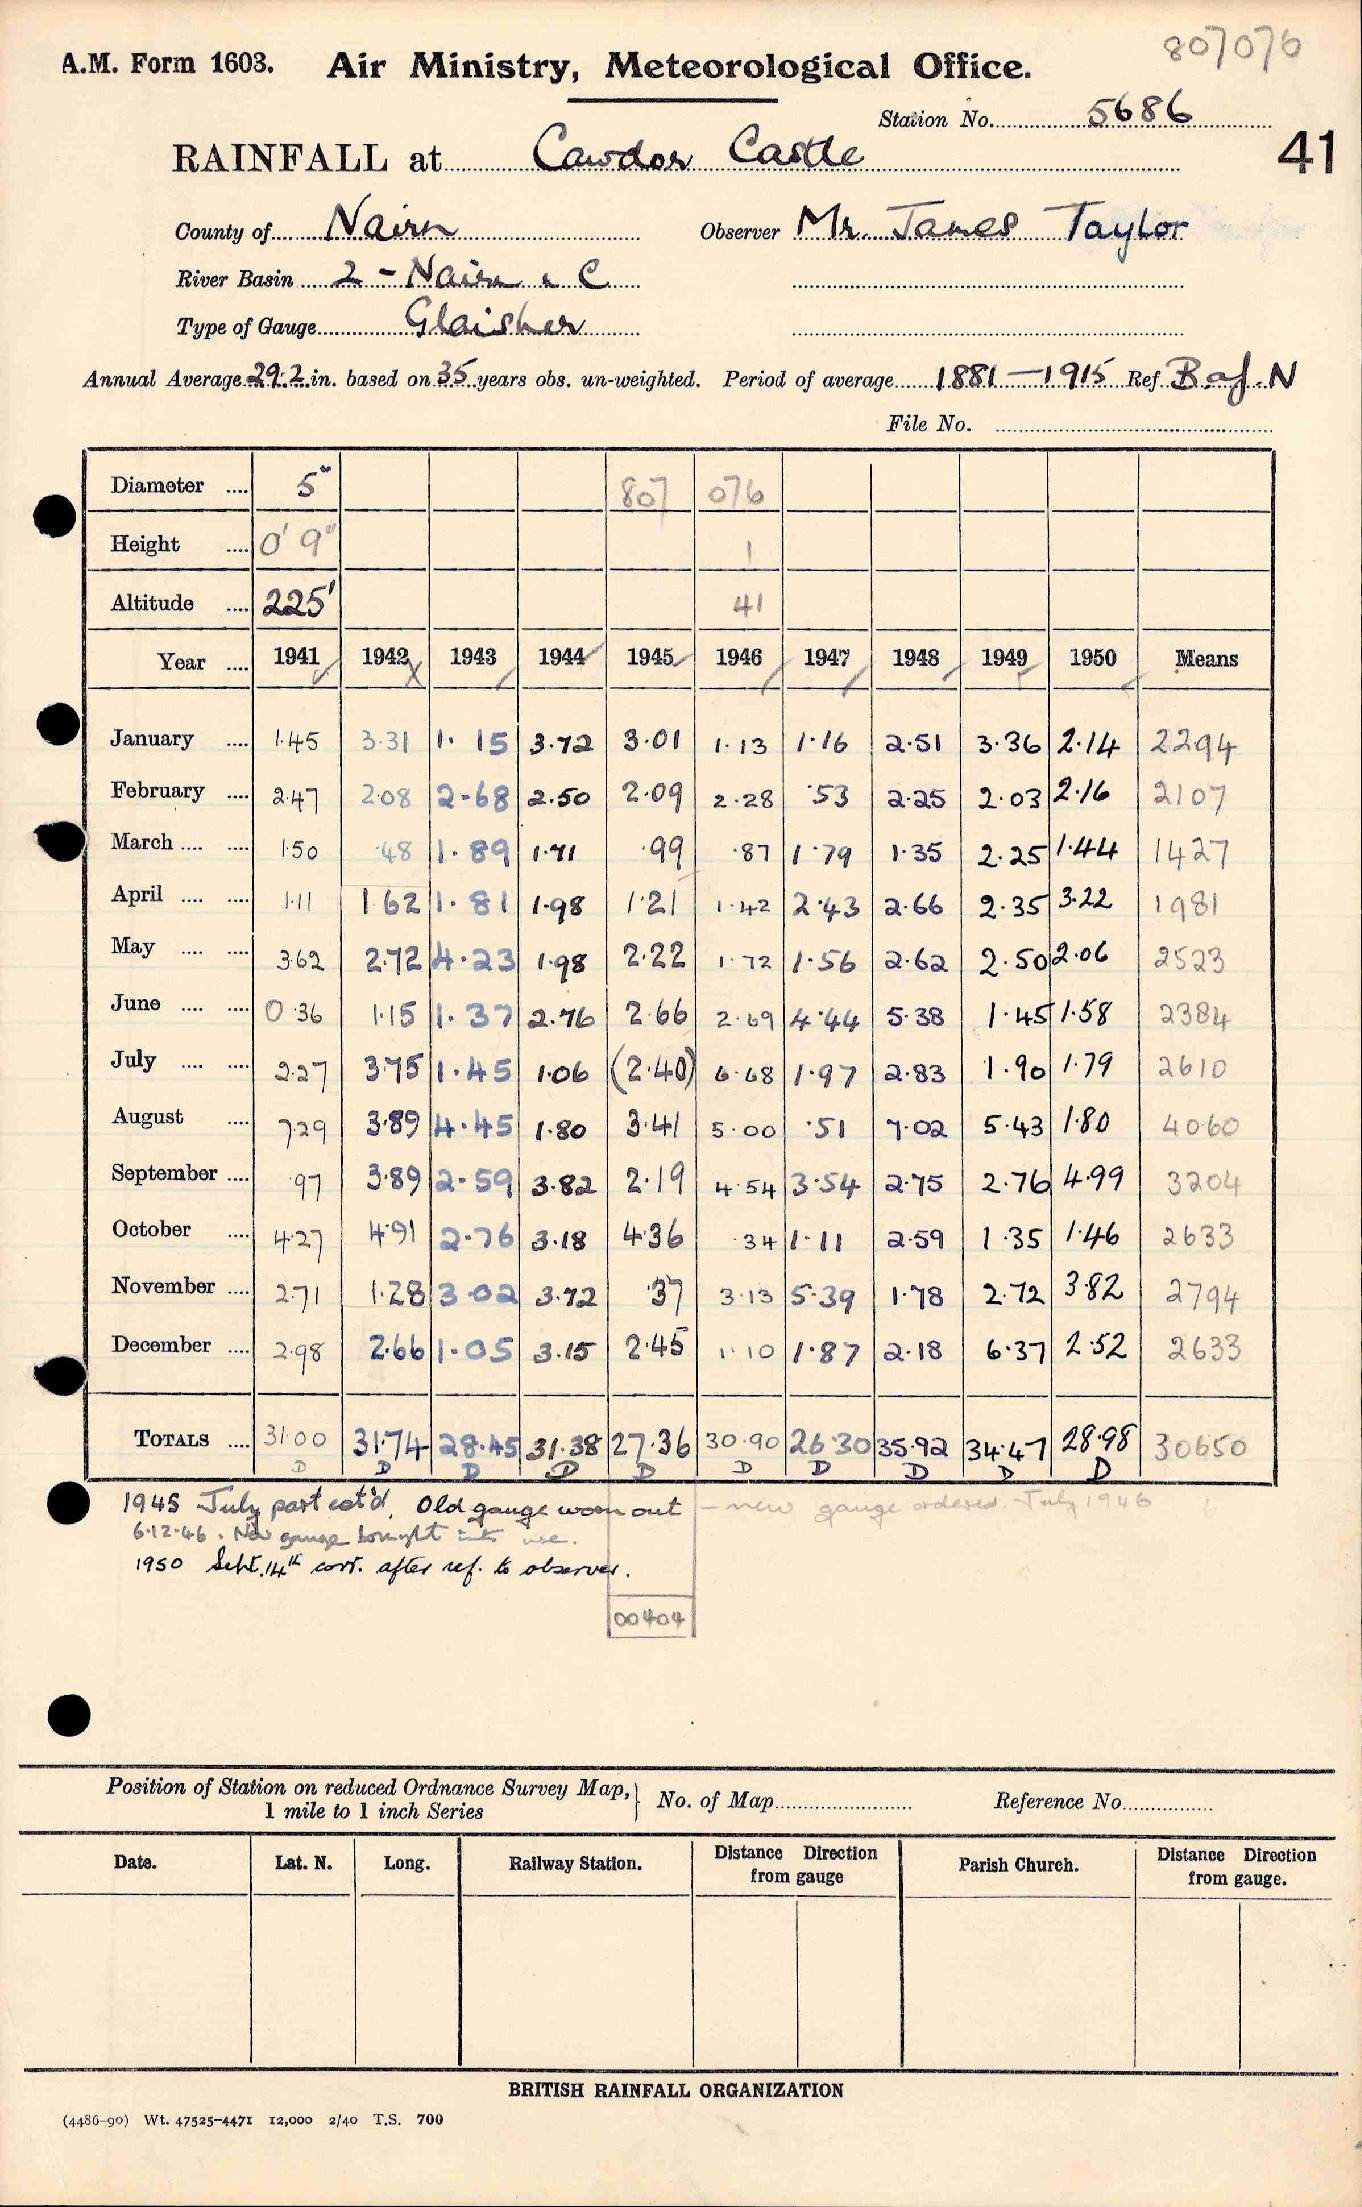 807076
A.M. Form 1603. Air Ministry, Meteorological Office.
Station No. 5686
RAINFALL at Cawdor Castle 41
County of Nairn Observer Mr. James Taylor
River Basin 2 - Nairn & C
Type of Gauge Glaisher
Annual Average 29.2 in. based on 35 years obs. un-weighted. Period of average 1881-1915 Ref. B. of. N
File No.
Diameter .... 5" 807 076
Height .... 0' 9" 1
Altitude .... 225' 41
Year .... 1941 1942 1943 1944 1945 1946 1947 1948 1949 1950 Means
January .... 1.45 3.31 1.15 3.72 3.01 1.13 1.16 2.51 3.36 2.14 2294
February .... 2.47 2.08 2.68 2.50 2.09 2.28 .53 2.25 2.03 2.16 2107
March .... .... 1.50 .48 1.89 1.71 .99 .87 1.79 1.35 2.25 1.44 1427
April .... .... 1.11 1.62 1.81 1.98 1.21 1.42 2.43 2.66 2.35 3.22 1981
May .... .... 3.62 2.72 4.23 1.98 2.22 1.72 1.56 2.62 2.50 2.06 2523
June .... .... 0.36 1.15 1.37 2.76 2.66 2.69 4.44 5.38 1.45 1.58 2384
July .... .... 2.27 3.75 1.45 1.06 (2.40) 6.68 1.97 2.83 1.90 1.79 2610
August .... 7.29 3.89 4.45 1.80 3.41 5.00 .51 7.02 5.43 1.80 4060
September .... .97 3.89 2.59 3.82 2.19 4.54 3.54 2.75 2.76 4.99 3204
October .... 4.27 4.91 2.76 3.18 4.36 .34 1.11 2.59 1.35 1.46 2633
November .... 2.71 1.28 3.02 3.72 .37 3.13 5.39 1.78 2.72 3.82 2794
December .... 2.98 2.66 1.05 3.15 2.45 1.10 1.87 2.18 6.37 2.52 2633
TOTALS .... 31.00 31.74 28.45 31.38 27.36 30.90 26.30 35.92 34.47 28.98 30650
D D D D D D D D D D
1945 July part est'd. Old gauge worn out - new gauge ordered July 1946
6.12.46. New gauge brought into use.
1950 Sept. 14th corr. after ref. to observer.
00404
Position of Station on reduced Ordnance Survey Map, 1 mile to 1 inch Series } No. of Map Reference No.
Date. Lat. N. Long. Railway Station. Distance Direction from gauge Parish Church. Distance Direction from gauge.
BRITISH RAINFALL ORGANIZATION
(4486-90) Wt. 47525-4471 12,000 2/40 T.S. 700